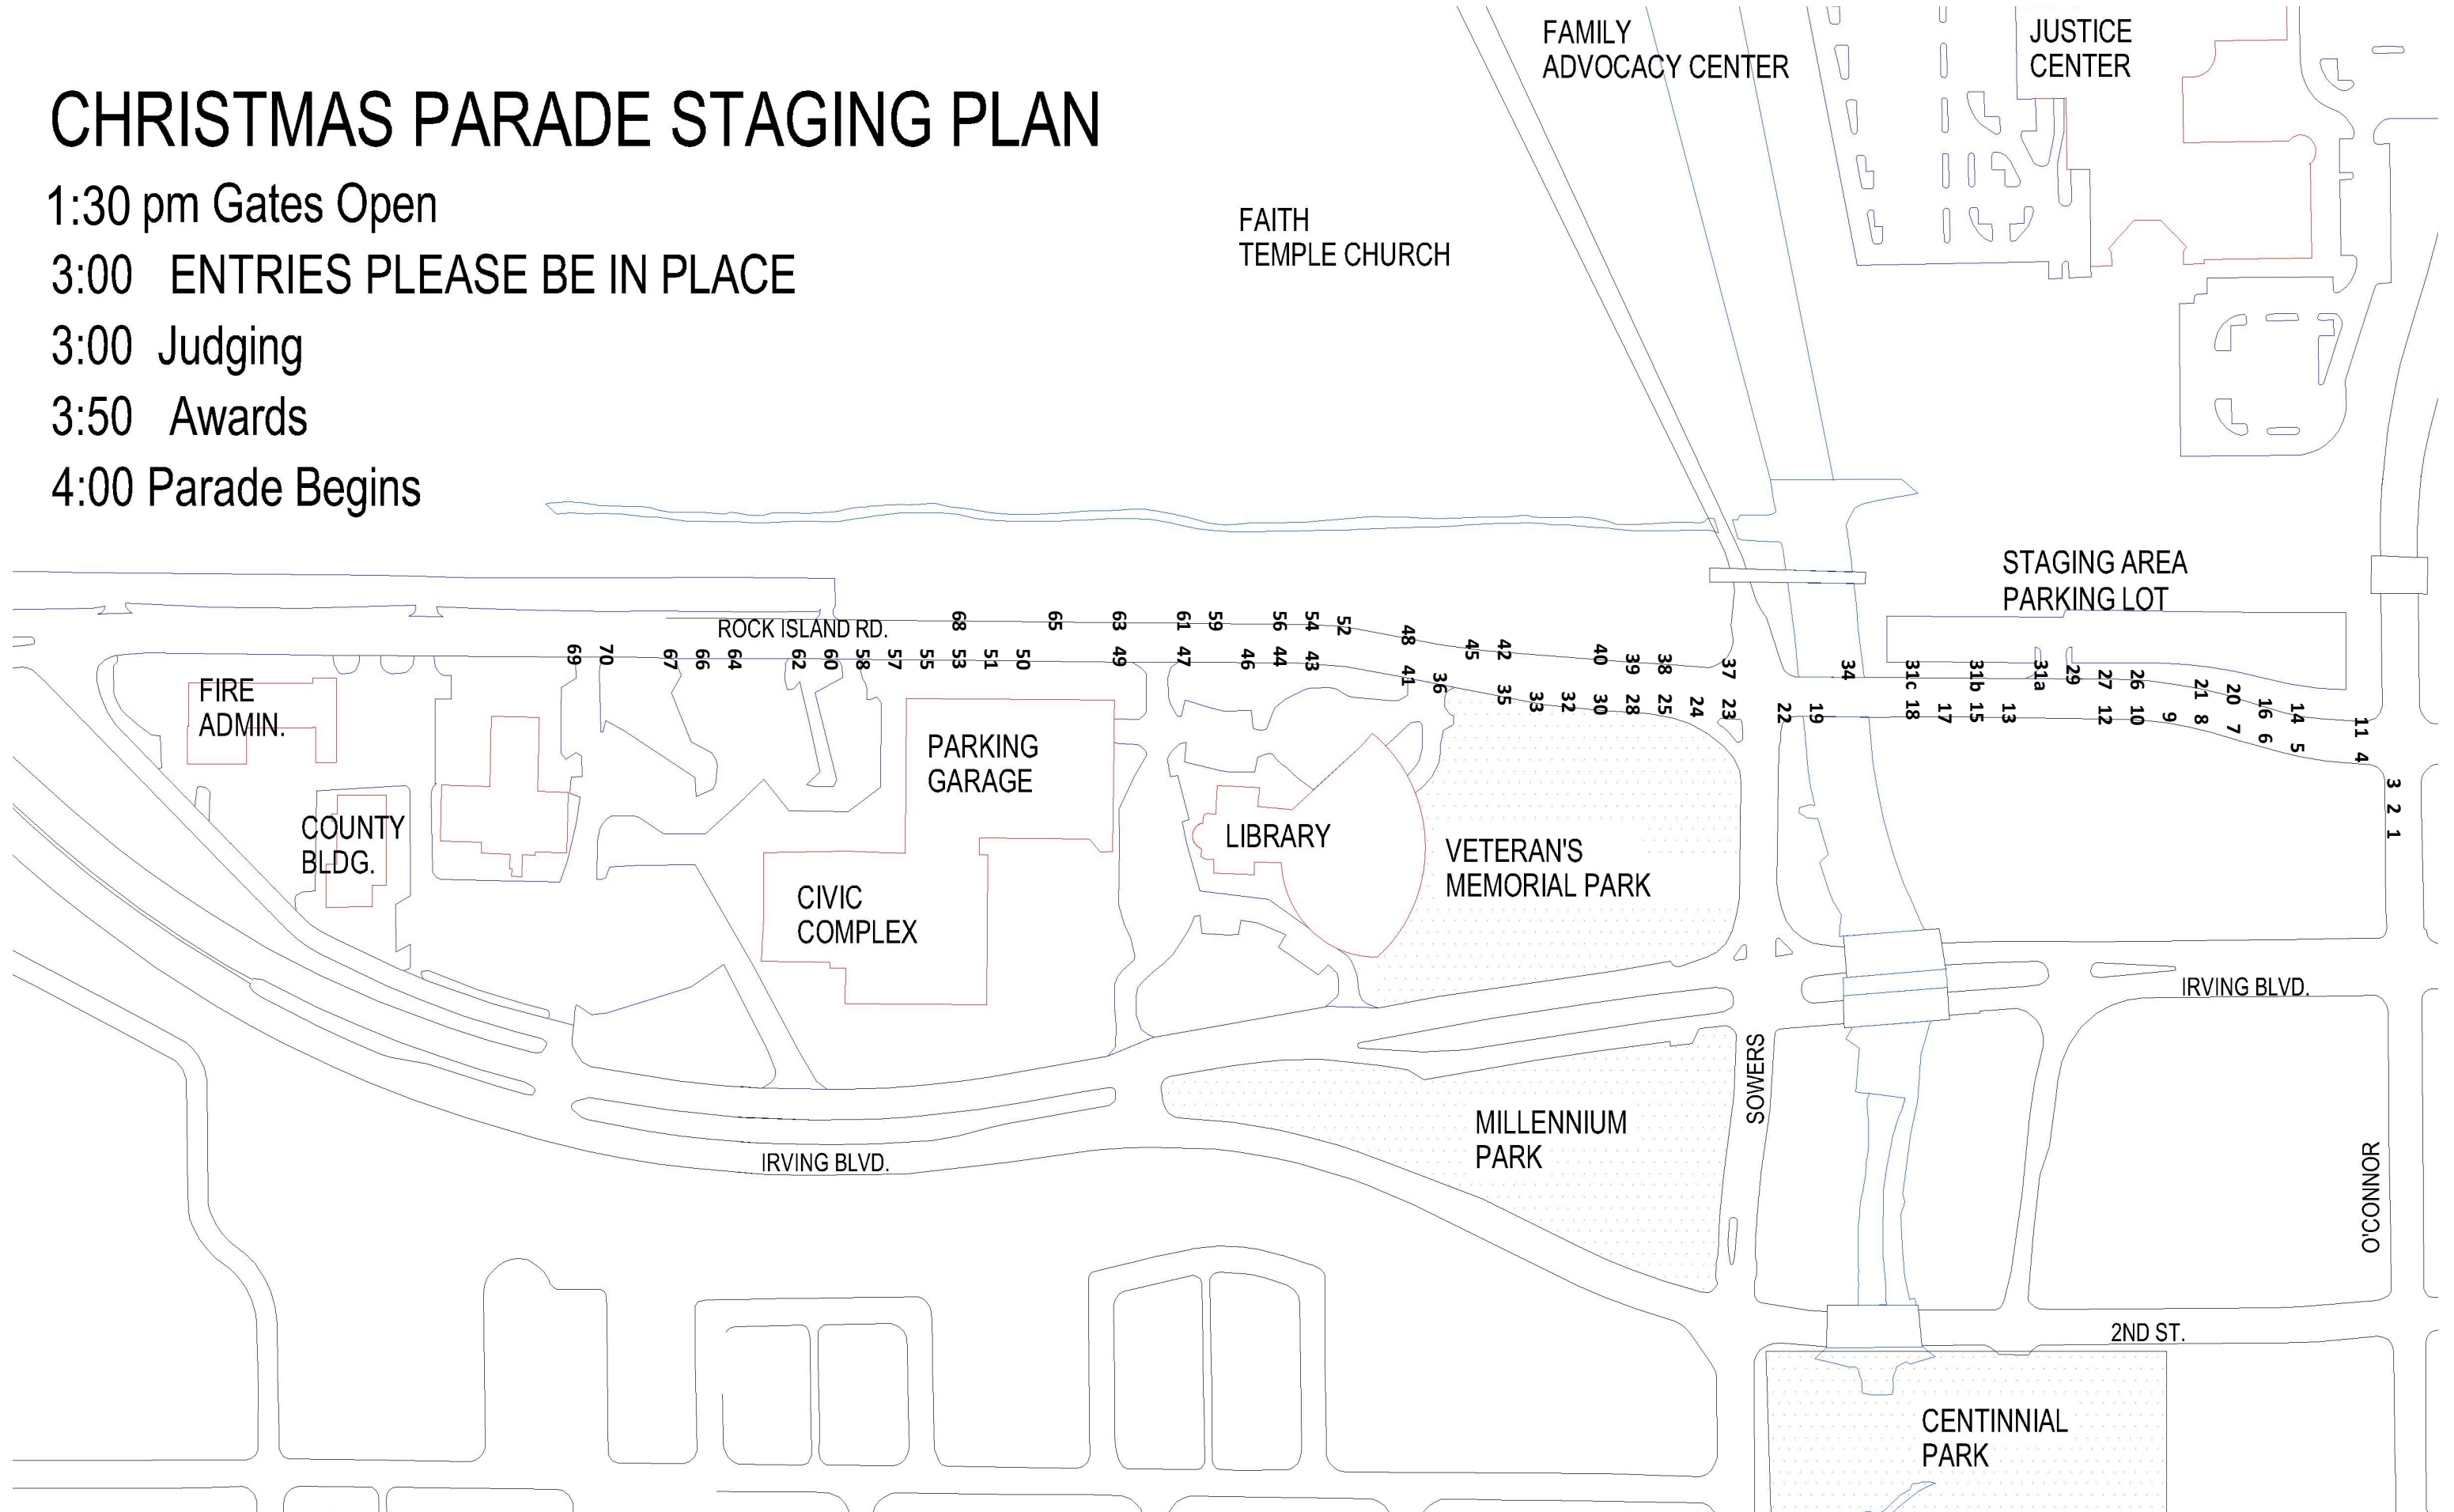 CHRISTMAS PARADE STAGING PLAN
1:30 pm Gates Open
3:00 ENTRIES PLEASE BE IN PLACE
3:00 Judging
3:50 Awards
4:00 Parade Begins
FAMILY
ADVOCACY CENTER
JUSTICE
CENTER
FAITH
TEMPLE CHURCH
STAGING AREA
PARKING LOT
ROCK ISLAND RD.
68 65 63 61 59 56 54 52 48 45 42 40 39 38 37 34 31c 31b 31a 29 27 26 21 20 16 14 11
69 70 67 66 64 62 60 58 57 55 53 51 50 49 47 46 44 43 41 36 35 33 32 30 28 25 24 23 22 19 18 17 15 13 12 10 9 8 7 6 5 4
3
2
1
FIRE
ADMIN.
PARKING
GARAGE
COUNTY
BLDG.
LIBRARY
VETERAN'S
MEMORIAL PARK
CIVIC
COMPLEX
IRVING BLVD.
SOWERS
MILLENNIUM
PARK
IRVING BLVD.
O'CONNOR
2ND ST.
CENTINNIAL
PARK